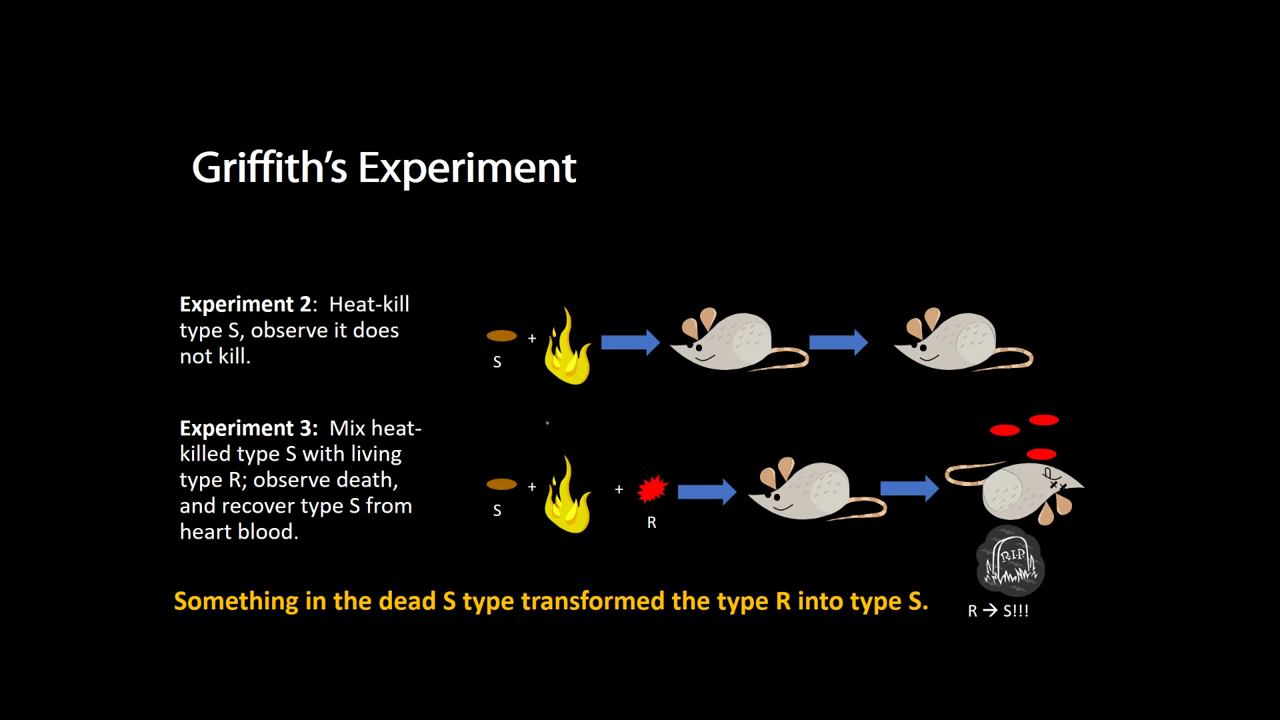 Griffith's Experiment
Experiment 2:  Heat-kill
type S, observe it does
not kill.
+
S
Experiment 3:  Mix heat-
killed type S with living
type R; observe death,
and recover type S from
heart blood.
+
+
S
R
R.I.P.
Something in the dead S type transformed the type R into type S.
R → S!!!